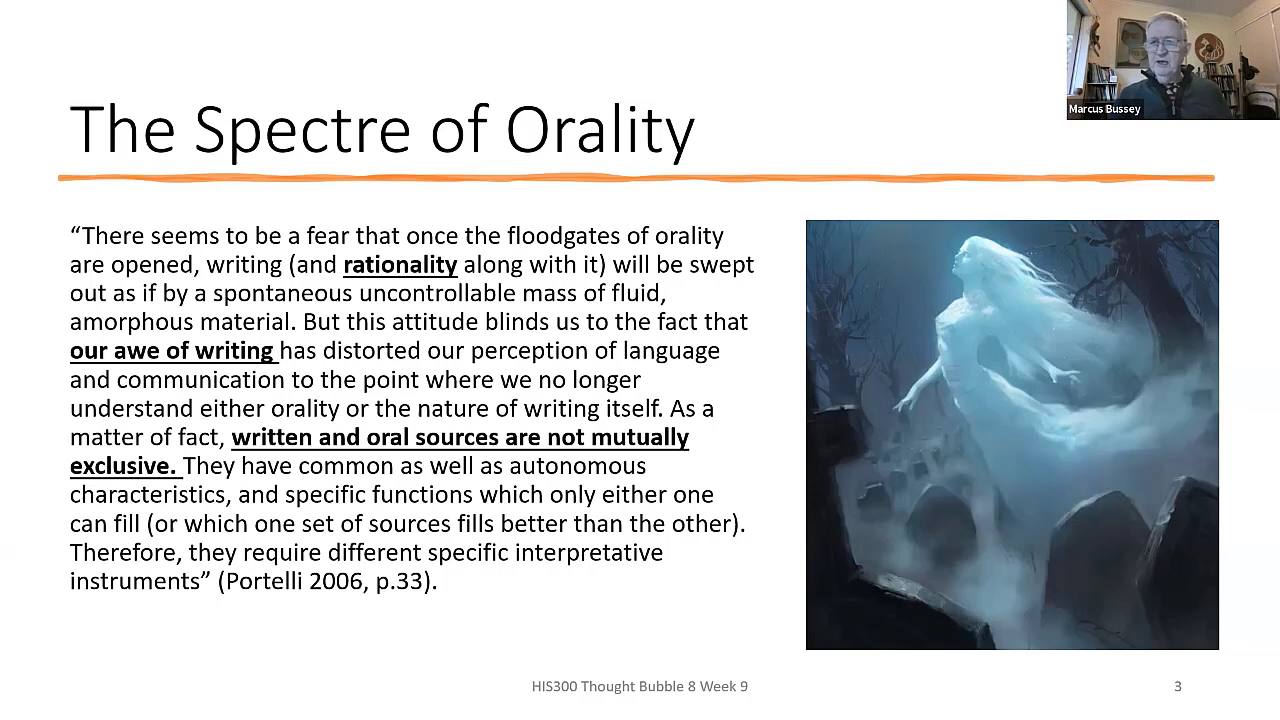 Marcus Bussey
The Spectre of Orality
“There seems to be a fear that once the floodgates of orality
are opened, writing (and rationality along with it) will be swept
out as if by a spontaneous uncontrollable mass of fluid,
amorphous material. But this attitude blinds us to the fact that
our awe of writing has distorted our perception of language
and communication to the point where we no longer
understand either orality or the nature of writing itself. As a
matter of fact, written and oral sources are not mutually
exclusive. They have common as well as autonomous
characteristics, and specific functions which only either one
can fill (or which one set of sources fills better than the other).
Therefore, they require different specific interpretative
instruments” (Portelli 2006, p.33).
HIS300 Thought Bubble 8 Week 9
3